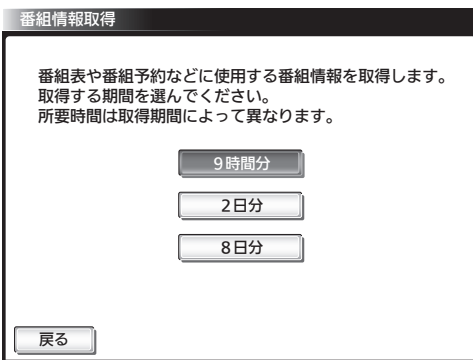 番組情報取得
番組表や番組予約などに使用する番組情報を取得します。
取得する期間を選んでください。
所要時間は取得期間によって異なります。
9時間分
2日分
8日分
戻る